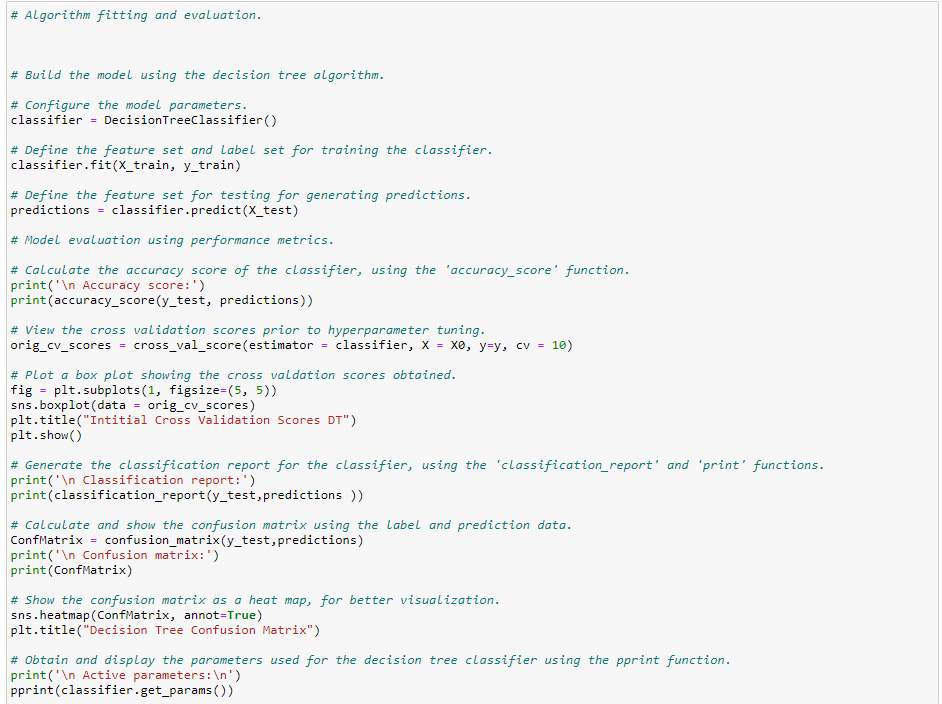 # Algorithm fitting and evaluation.
# Build the model using the decision tree algorithm.
# Configure the model parameters.
classifier = DecisionTreeClassifier()
# Define the feature set and label set for training the classifier.
classifier.fit(X_train, y_train)
# Define the feature set for testing for generating predictions.
predictions = classifier.predict(X_test)
# Model evaluation using performance metrics.
# Calculate the accuracy score of the classifier, using the 'accuracy_score' function.
print('\n Accuracy score:')
print(accuracy_score(y_test, predictions))
# View the cross validation scores prior to hyperparameter tuning.
orig_cv_scores = cross_val_score(estimator = classifier, X = X0, y=y, cv = 10)
# Plot a box plot showing the cross valdation scores obtained.
fig = plt.subplots(1, figsize=(5, 5))
sns.boxplot(data = orig_cv_scores)
plt.title("Intitial Cross Validation Scores DT")
plt.show()
# Generate the classification report for the classifier, using the 'classification_report' and 'print' functions.
print('\n Classification report:')
print(classification_report(y_test,predictions ))
# Calculate and show the confusion matrix using the label and prediction data.
ConfMatrix = confusion_matrix(y_test,predictions)
print('\n Confusion matrix:')
print(ConfMatrix)
# Show the confusion matrix as a heat map, for better visualization.
sns.heatmap(ConfMatrix, annot=True)
plt.title("Decision Tree Confusion Matrix")
# Obtain and display the parameters used for the decision tree classifier using the pprint function.
print('\n Active parameters:\n')
pprint(classifier.get_params())